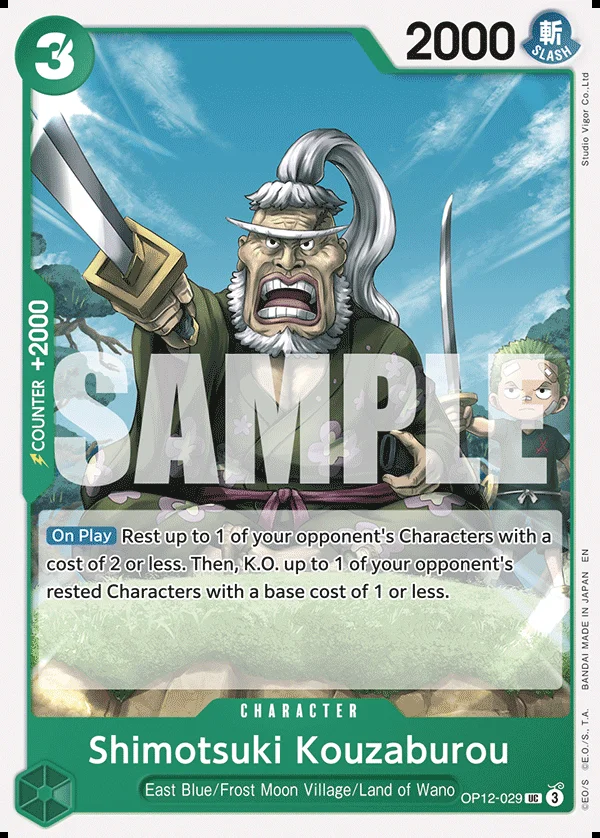 3
2000
斬
SLASH
Studio Vigor Co.,Ltd
COUNTER +2000
SAMPLE
On Play Rest up to 1 of your opponent's Characters with a
cost of 2 or less. Then, K.O. up to 1 of your opponent's
rested Characters with a base cost of 1 or less.
©EO/S ©E.O./S., T.A. BANDAI MADE IN JAPAN EN
CHARACTER
Shimotsuki Kouzaburou
East Blue/Frost Moon Village/Land of Wano
OP12-029 UC 3